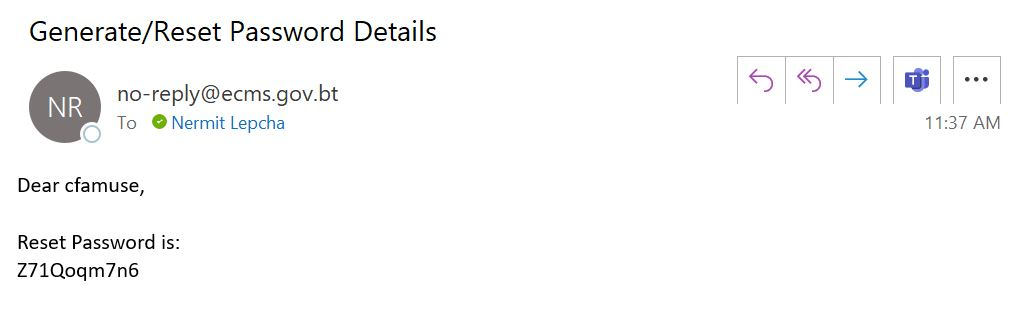 Generate/Reset Password Details
NR
no-reply@ecms.gov.bt
To Nermit Lepcha
11:37 AM
Dear cfamuse,
Reset Password is:
Z71Qoqm7n6